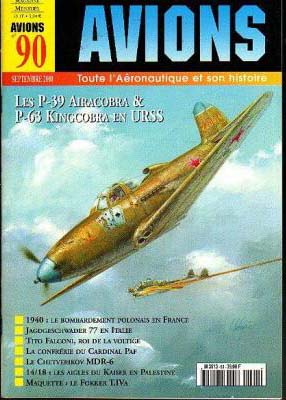 MAGAZINE
MENSUEL
AVIONS
90
SEPTEMBRE 2000
AVIONS
Toute l'Aéronautique et son histoire
LES P-39 AIRACOBRA &
P-63 KINGCOBRA EN URSS
1940 : LE BOMBARDEMENT POLONAIS EN FRANCE
JAGDGESCHWADER 77 EN ITALIE
TITO FALCONI, ROI DE LA VOLTIGE
LA CONFRÉRIE DU CARDINAL PAF
LE CHETVERIKOV MDR-6
14/18 : LES AIGLES DU KAISER EN PALESTINE
MAQUETTE : LE FOKKER T.IVA